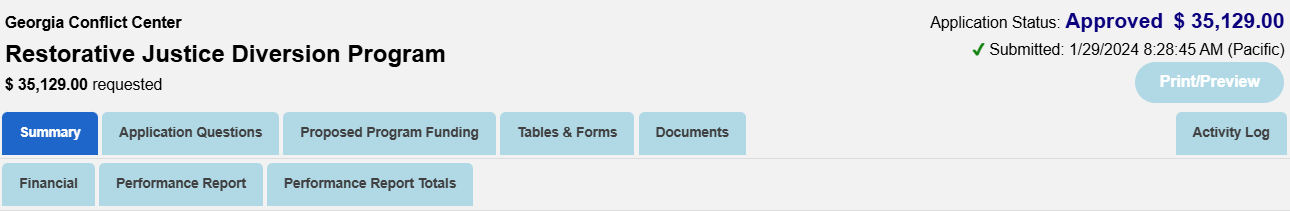 Georgia Conflict Center
Application Status: Approved $ 35,129.00
Restorative Justice Diversion Program
✔ Submitted: 1/29/2024 8:28:45 AM (Pacific)
$ 35,129.00 requested
Print/Preview
Summary
Application Questions
Proposed Program Funding
Tables & Forms
Documents
Activity Log
Financial
Performance Report
Performance Report Totals